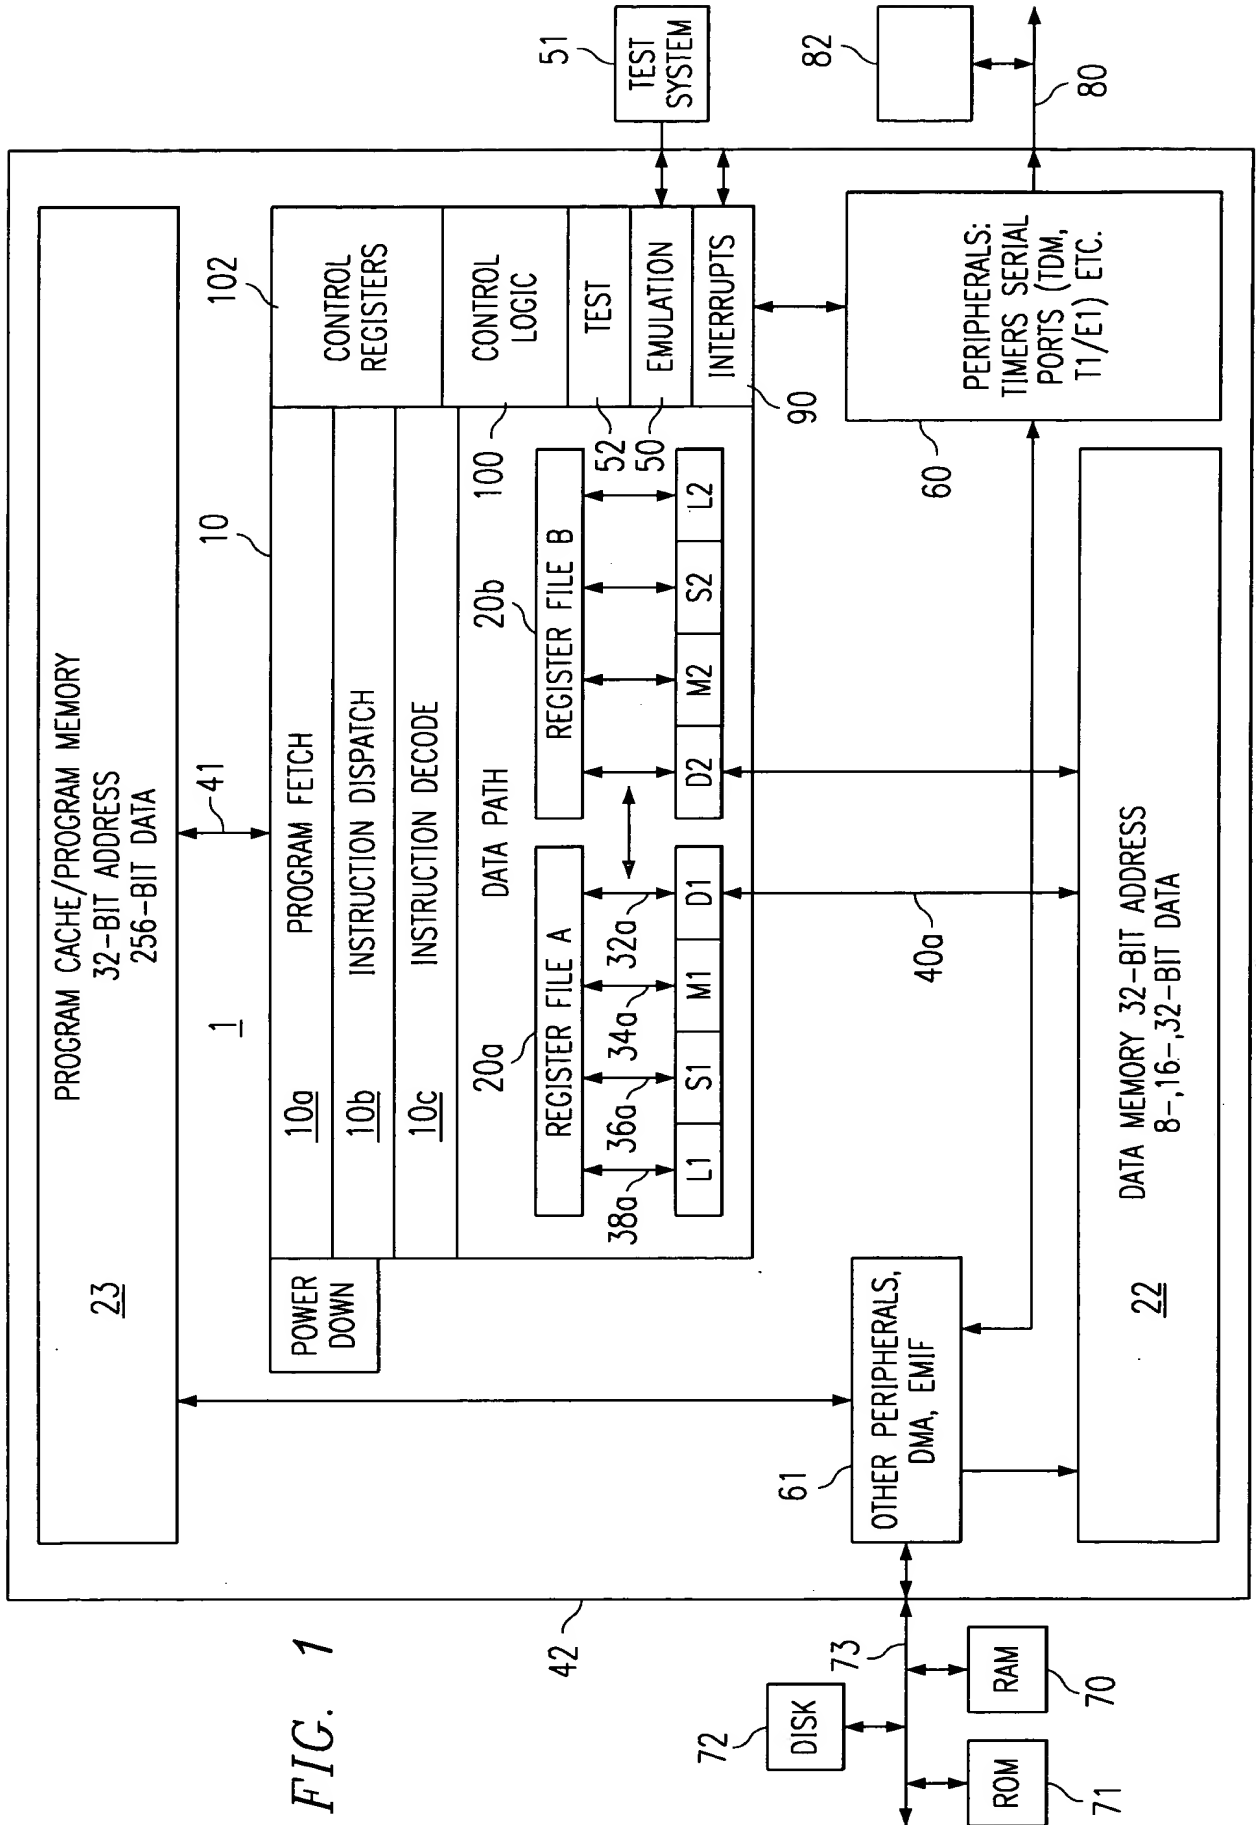 PROGRAM CACHE/PROGRAM MEMORY
32-BIT ADDRESS
256-BIT DATA
23
41
1
10
102
POWER
DOWN
10a
PROGRAM FETCH
10b
INSTRUCTION DISPATCH
10c
INSTRUCTION DECODE
DATA PATH
CONTROL
REGISTERS
CONTROL
LOGIC
100
TEST
52
EMULATION
50
INTERRUPTS
90
TEST
SYSTEM
51
20a
REGISTER FILE A
20b
REGISTER FILE B
38a
36a
34a
32a
L1
S1
M1
D1
D2
M2
S2
L2
40a
61
OTHER PERIPHERALS,
DMA, EMIF
60
PERIPHERALS:
TIMERS SERIAL
PORTS (TDM,
T1/E1) ETC.
82
80
22
DATA MEMORY 32-BIT ADDRESS
8-,16-,32-BIT DATA
42
73
72
DISK
ROM
71
RAM
70
FIG. 1